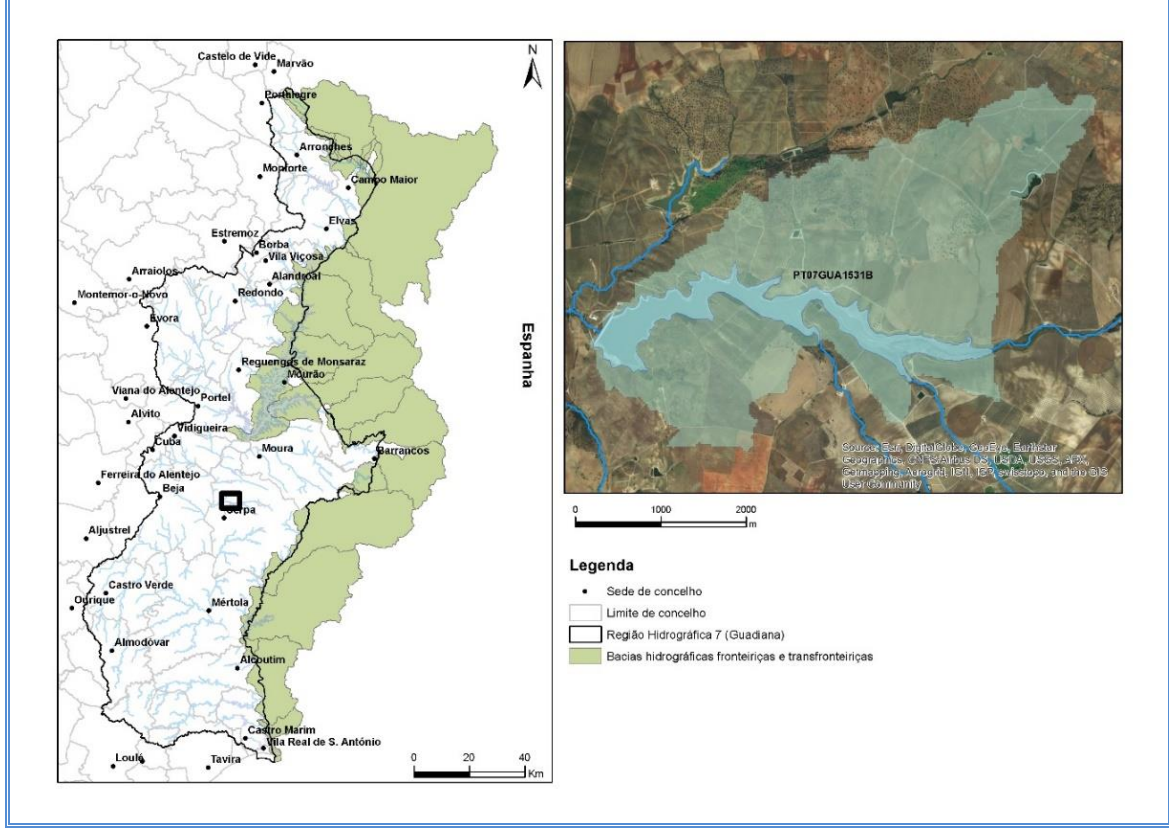 N
Castelo de Vide
Marvão
Portalegre
Arronches
Monforte
Campo Maior
Elvas
Estremoz
Borba
Vila Viçosa
Arraiolos
Alandroal
Montemor-o-Novo
Redondo
Évora
Espanha
Reguengos de Monsaraz
Mourão
Viana do Alentejo
Portel
Alvito
Vidigueira
Cuba
Moura
Barrancos
Ferreira do Alentejo
Beja
Serpa
Aljustrel
Castro Verde
Ourique
Mértola
Almodôvar
Alcoutim
Castro Marim
Vila Real de S. António
Loulé
Tavira
0 20 40
Km
PT07GUA1531B
Source: Esri, DigitalGlobe, GeoEye, Earthstar
Geographics, CNES/Airbus DS, USDA, USGS, AEX,
Getmapping, Aerogrid, IGN, IGP, swisstopo, and the GIS
User Community
0 1000 2000
m
Legenda
Sede de concelho
Limite de concelho
Região Hidrográfica 7 (Guadiana)
Bacias hidrográficas fronteiriças e transfronteiriças